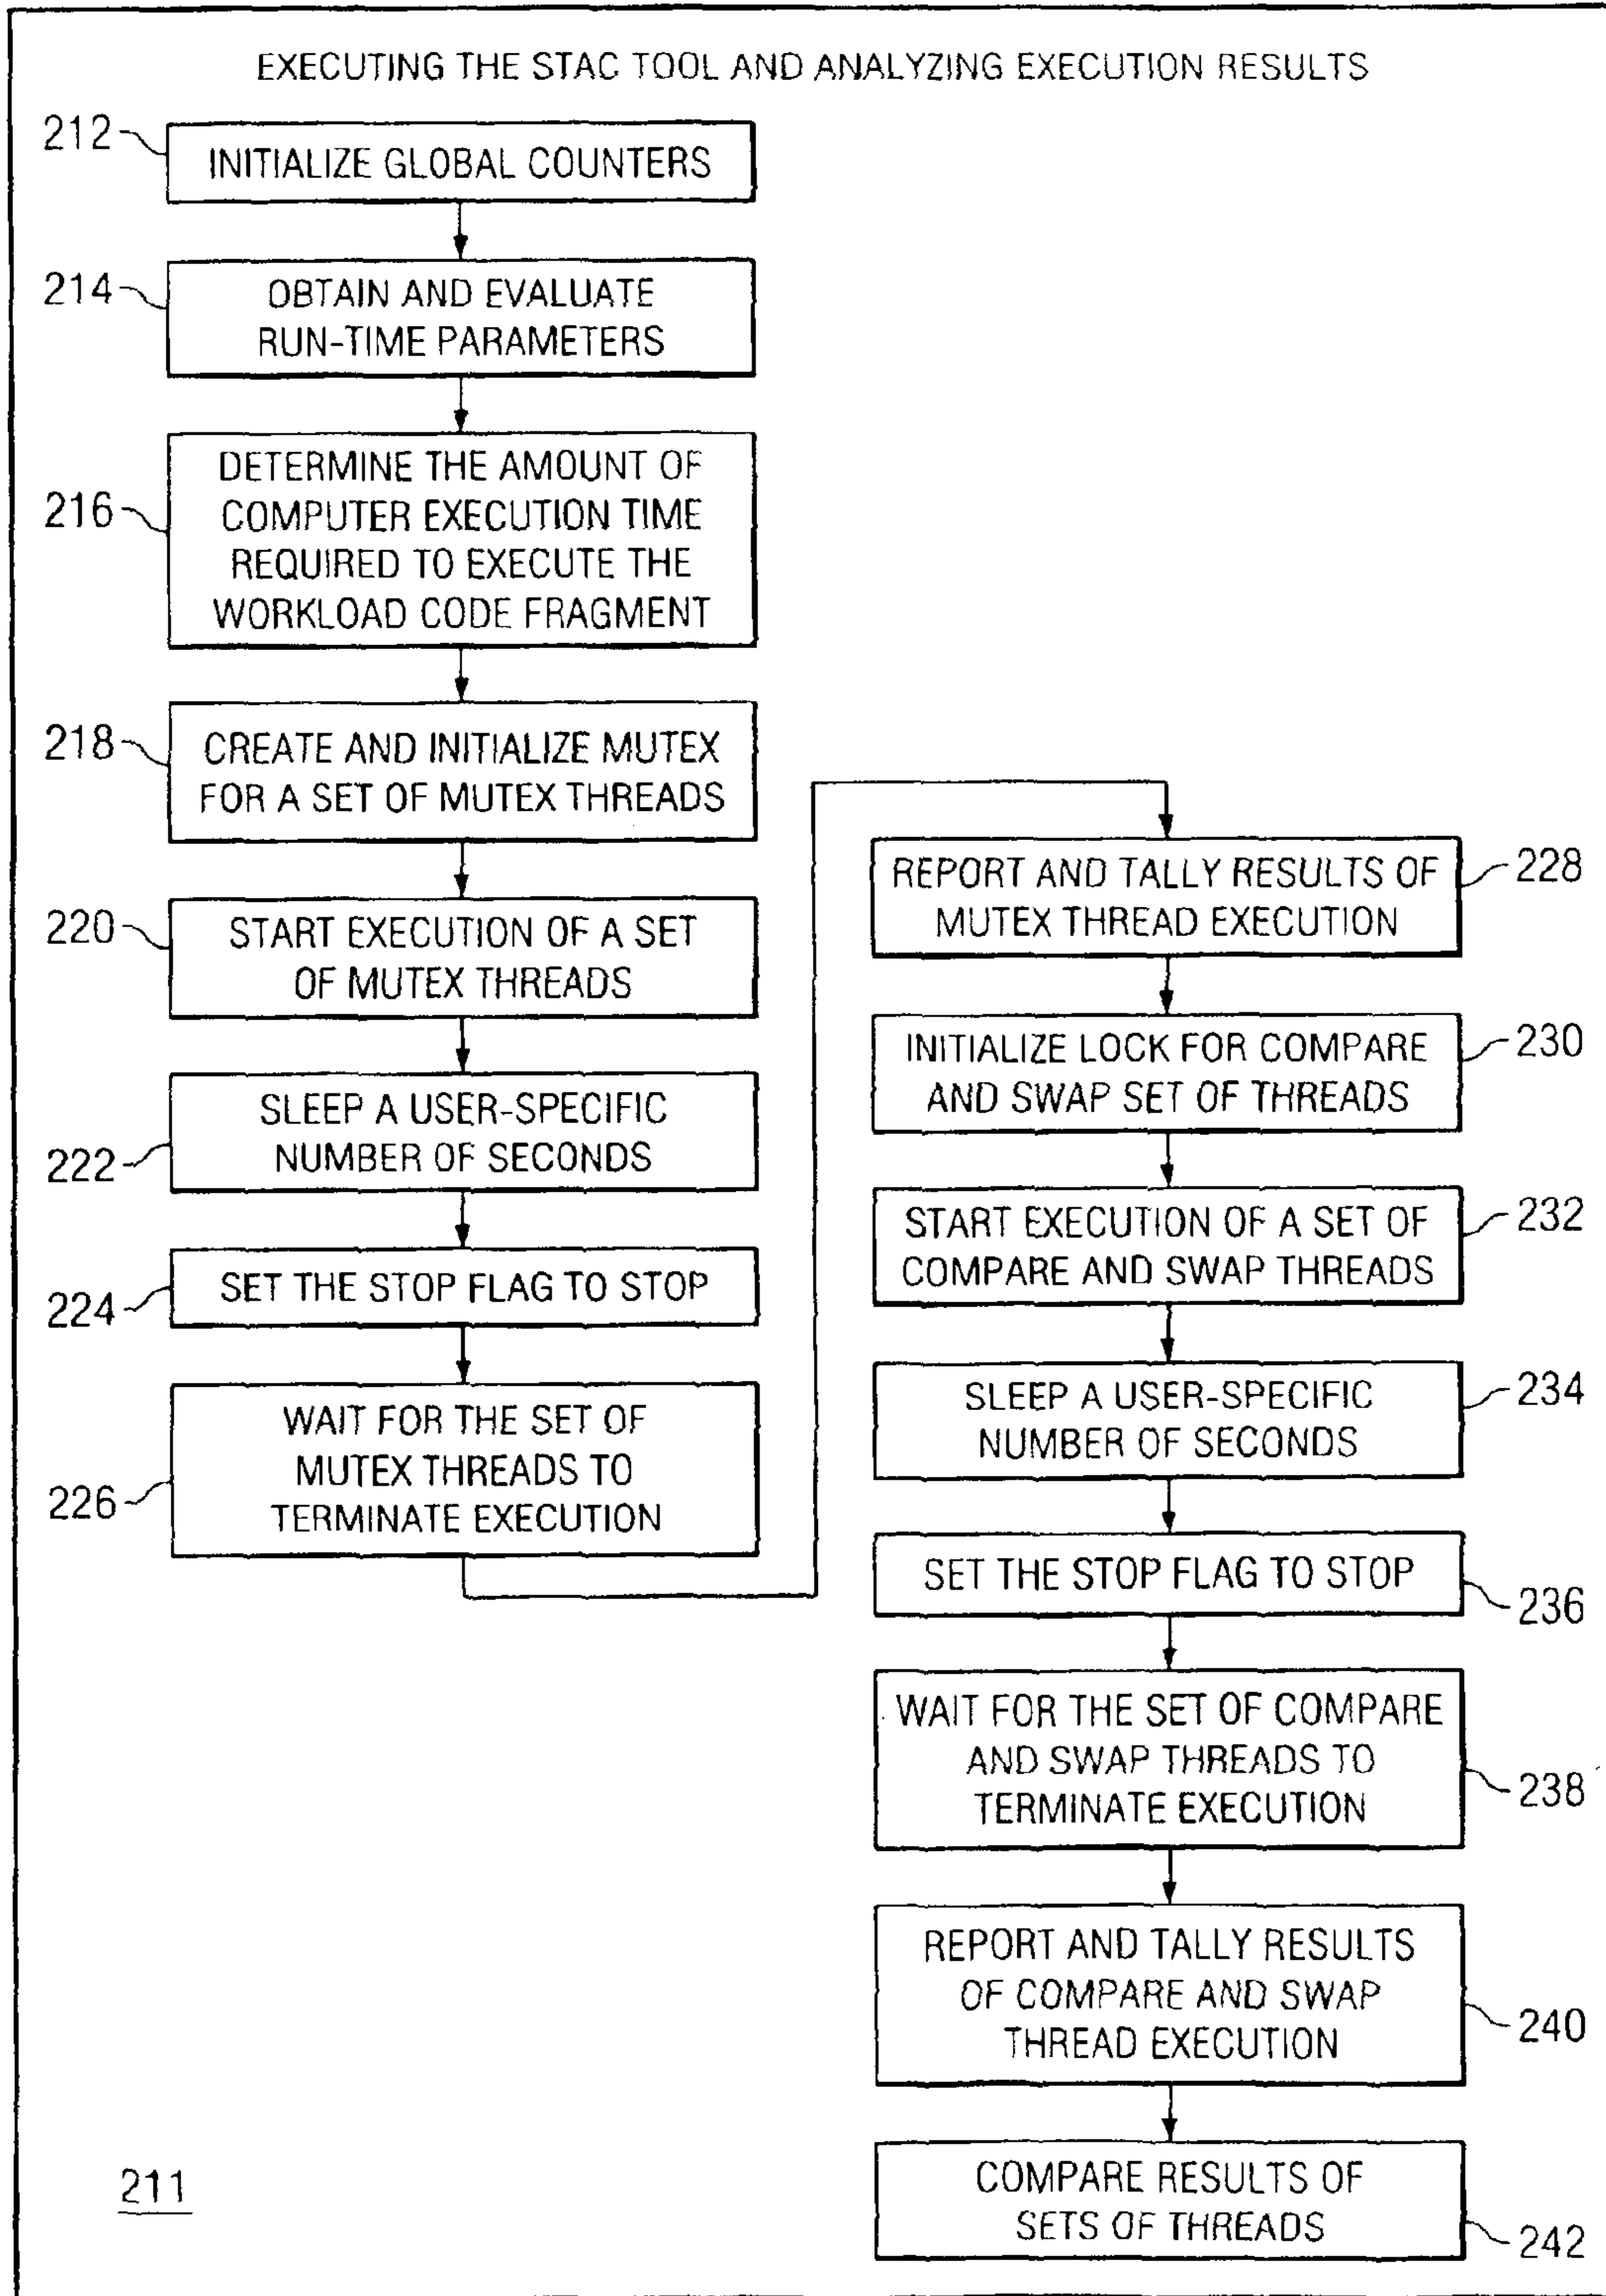 EXECUTING THE STAC TOOL AND ANALYZING EXECUTION RESULTS
212
INITIALIZE GLOBAL COUNTERS
214
OBTAIN AND EVALUATE
RUN-TIME PARAMETERS
216
DETERMINE THE AMOUNT OF
COMPUTER EXECUTION TIME
REQUIRED TO EXECUTE THE
WORKLOAD CODE FRAGMENT
218
CREATE AND INITIALIZE MUTEX
FOR A SET OF MUTEX THREADS
220
START EXECUTION OF A SET
OF MUTEX THREADS
222
SLEEP A USER-SPECIFIC
NUMBER OF SECONDS
224
SET THE STOP FLAG TO STOP
226
WAIT FOR THE SET OF
MUTEX THREADS TO
TERMINATE EXECUTION
REPORT AND TALLY RESULTS OF
MUTEX THREAD EXECUTION
228
INITIALIZE LOCK FOR COMPARE
AND SWAP SET OF THREADS
230
START EXECUTION OF A SET OF
COMPARE AND SWAP THREADS
232
SLEEP A USER-SPECIFIC
NUMBER OF SECONDS
234
SET THE STOP FLAG TO STOP
236
WAIT FOR THE SET OF COMPARE
AND SWAP THREADS TO
TERMINATE EXECUTION
238
REPORT AND TALLY RESULTS
OF COMPARE AND SWAP
THREAD EXECUTION
240
COMPARE RESULTS OF
SETS OF THREADS
242
211